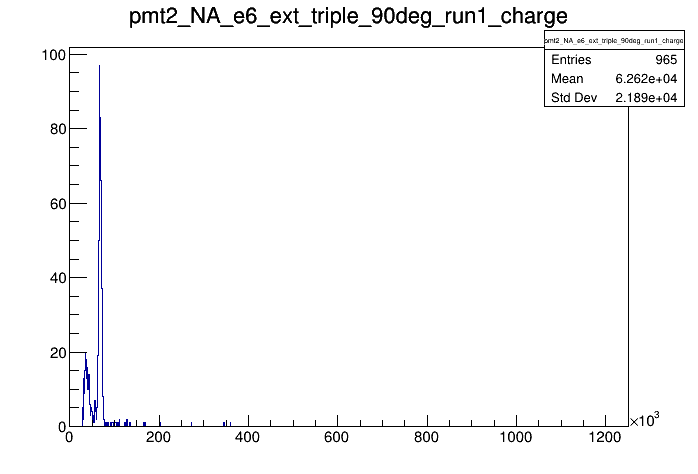 pmt2_NA_e6_ext_triple_90deg_run1_charge
pmt2_NA_e6_ext_triple_90deg_run1_charge
Entries 965
Mean 6.262e+04
Std Dev 2.189e+04
100
80
60
40
20
0
0 200 400 600 800 1000 1200 ×10³